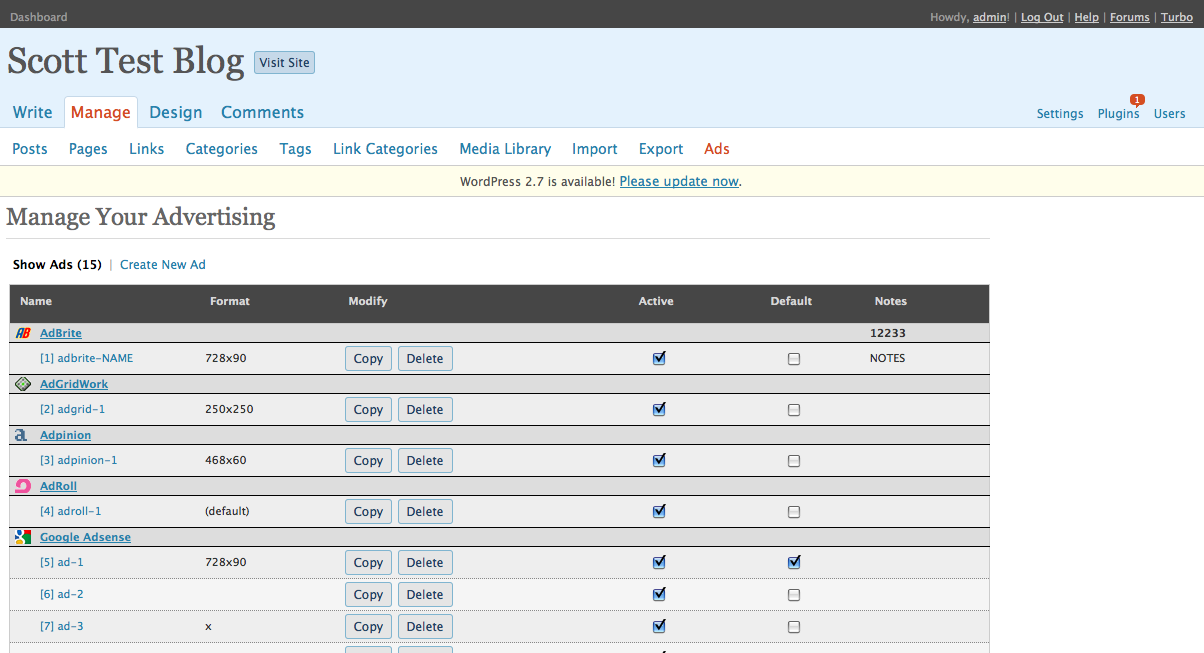 Dashboard Howdy, admin! | Log Out | Help | Forums | Turbo
Scott Test Blog Visit Site
1
Write Manage Design Comments Settings Plugins Users
Posts Pages Links Categories Tags Link Categories Media Library Import Export Ads
WordPress 2.7 is available! Please update now.
Manage Your Advertising
Show Ads (15) | Create New Ad
Name Format Modify Active Default Notes
AB AdBrite 12233
[1] adbrite-NAME 728x90 Copy Delete NOTES
AdGridWork
[2] adgrid-1 250x250 Copy Delete
a Adpinion
[3] adpinion-1 468x60 Copy Delete
AdRoll
[4] adroll-1 (default) Copy Delete
g Google Adsense
[5] ad-1 728x90 Copy Delete
[6] ad-2 Copy Delete
[7] ad-3 x Copy Delete